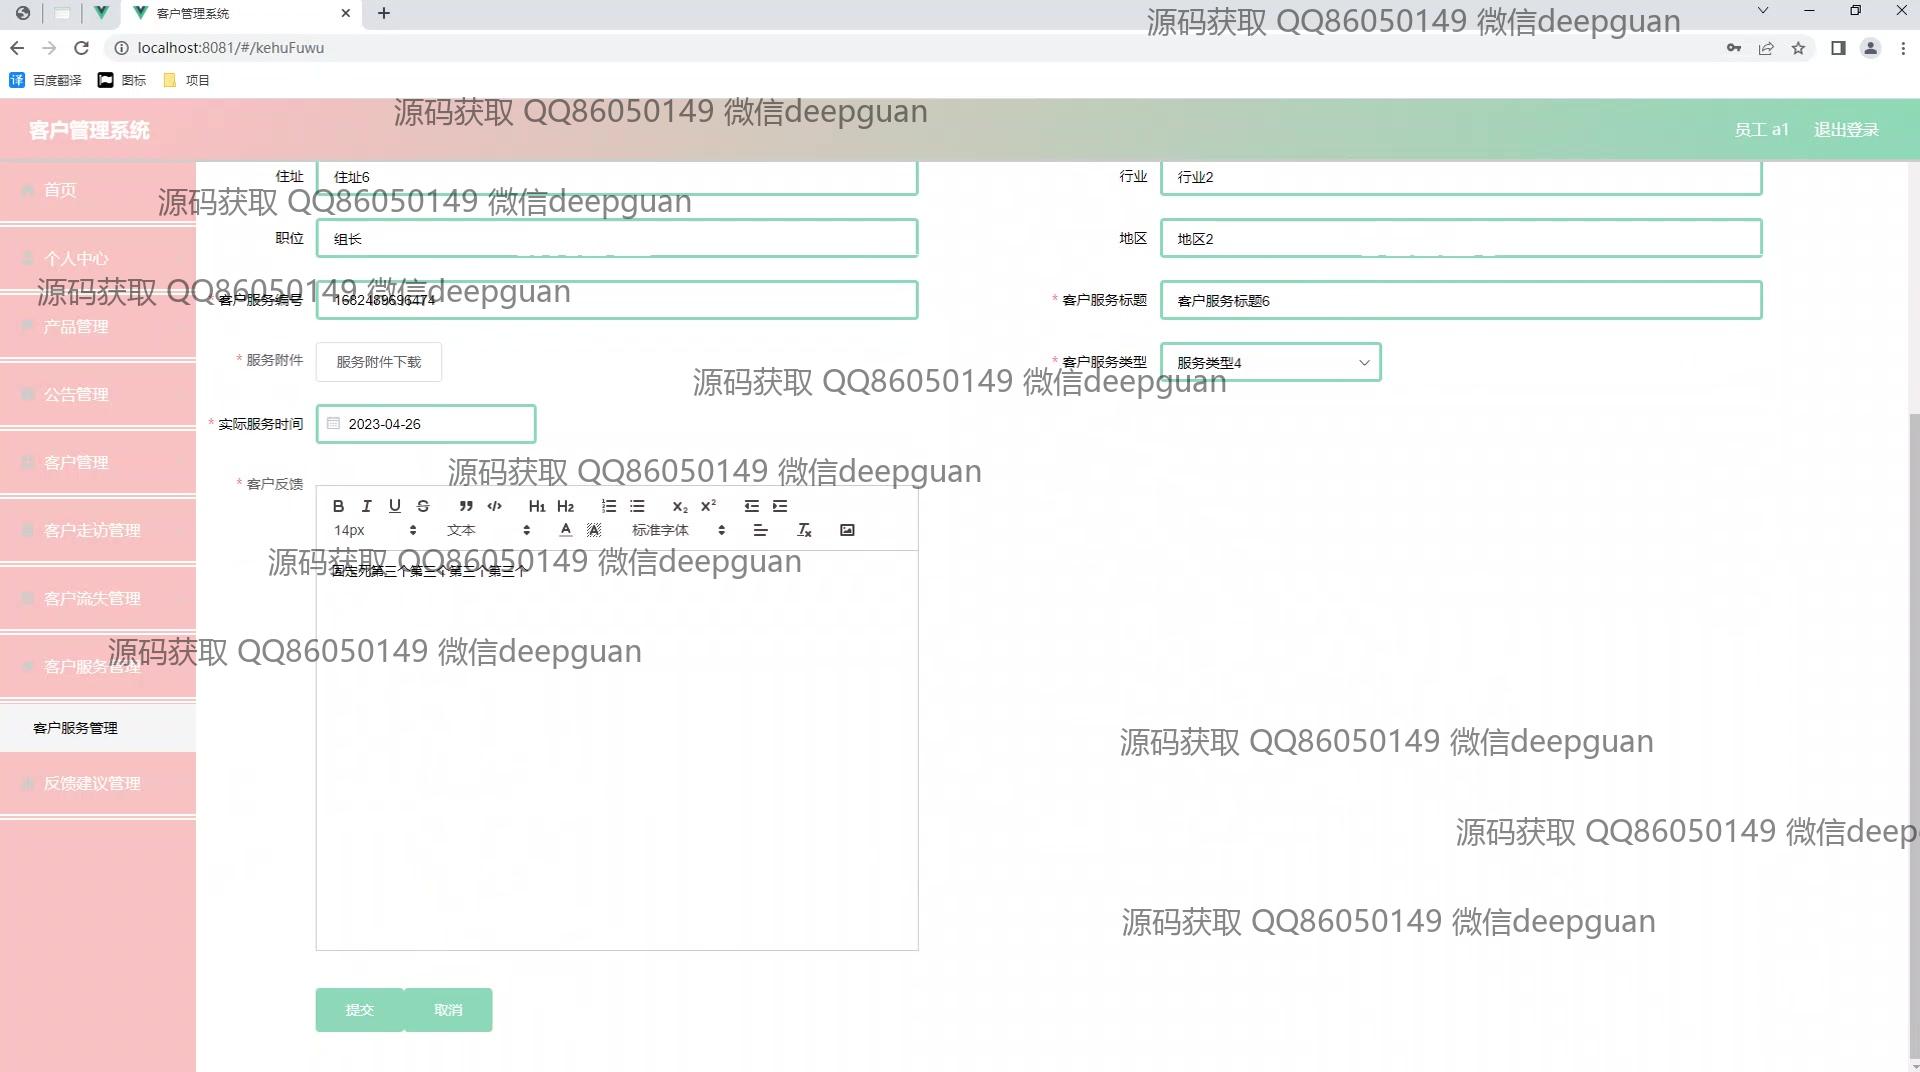 客户管理系统
源码获取 QQ86050149 微信deepguan
localhost:8081/#/kehuFuwu
百度翻译 图标 项目
源码获取 QQ86050149 微信deepguan
客户管理系统 员工 a1 退出登录
首页 住址 住址6 行业 行业2
源码获取 QQ86050149 微信deepguan
职位 组长 地区 地区2
个人中心
源码获取 QQ86050149 微信deepguan
* 客户服务编号 1682489696474 * 客户服务标题 客户服务标题6
产品管理
* 服务附件 服务附件下载 * 客户服务类型 服务类型4
源码获取 QQ86050149 微信deepguan
公告管理
* 实际服务时间 2023-04-26
客户管理
源码获取 QQ86050149 微信deepguan
* 客户反馈
B I U S ” </> H1 H2 X2 X2
14px 文本 A A 标准字体 Tx
客户走访管理
源码获取 QQ86050149 微信deepguan
固定死第三个第三个第三个第三个
客户流失管理
源码获取 QQ86050149 微信deepguan
客户服务管理
客户服务管理
源码获取 QQ86050149 微信deepguan
反馈建议管理
源码获取 QQ86050149 微信deep
源码获取 QQ86050149 微信deepguan
提交 取消